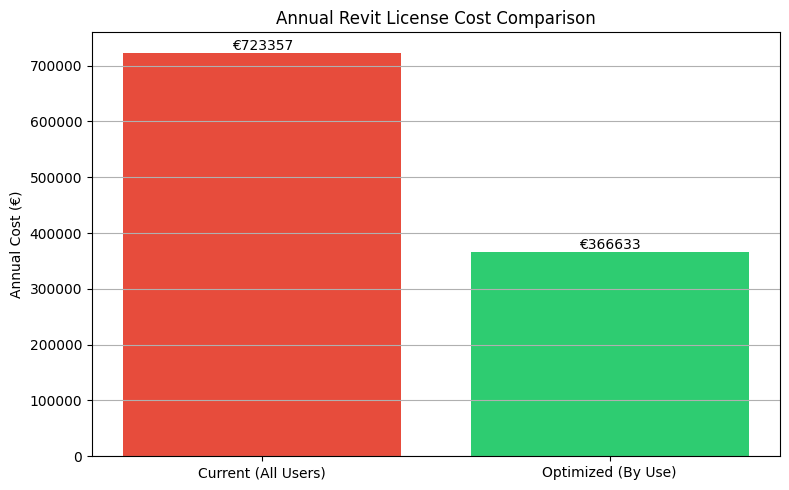 Annual Revit License Cost Comparison
€723357
700000
600000
500000
400000
€366633
300000
200000
100000
0
Annual Cost (€)
Current (All Users)
Optimized (By Use)